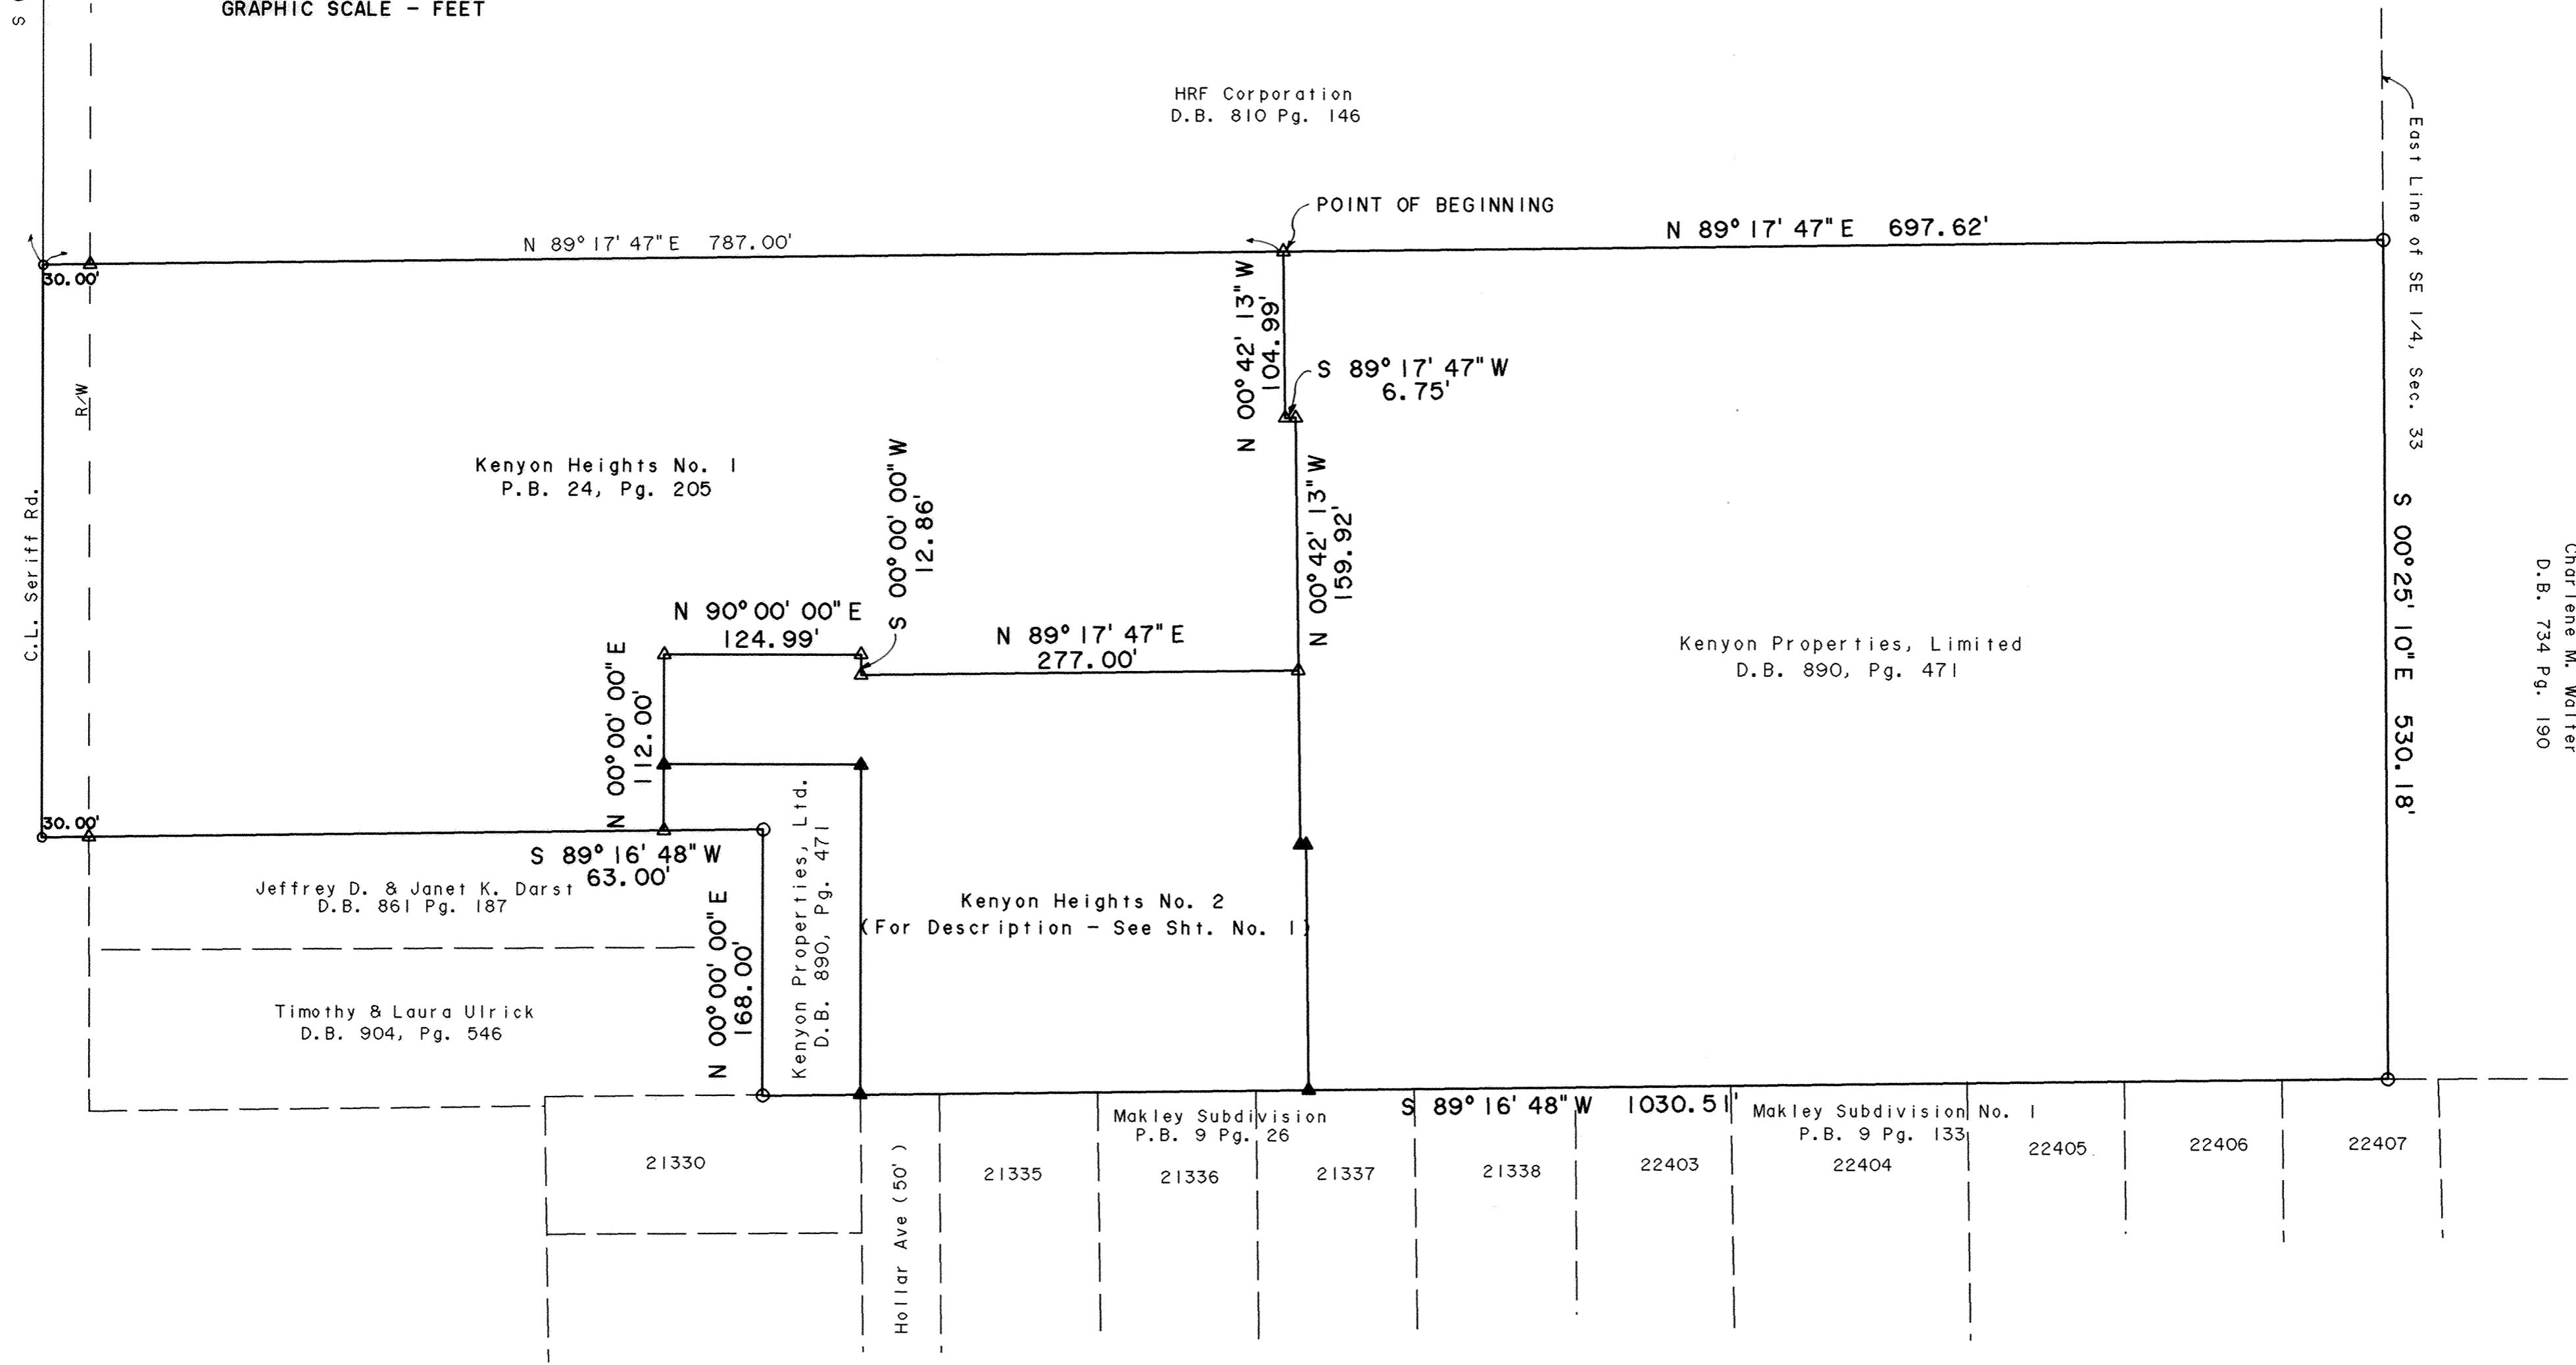 GRAPHIC SCALE - FEET
S
HRF Corporation
D.B. 810 Pg. 146
East Line of SE 1/4, Sec. 33
POINT OF BEGINNING
N 89° 17' 47" E 787.00'
N 89° 17' 47" E 697.62'
30.00'
N 00° 42' 13" W
104.99'
S 89° 17' 47" W
6.75'
R/W
C.L. Seriff Rd.
Kenyon Heights No. 1
P.B. 24, Pg. 205
S 00° 00' 00" W
12.86'
N 00° 42' 13" W
159.92'
S 00° 25' 10" E 530.18'
Charlene M. Walter
D.B. 734 Pg. 190
N 90° 00' 00" E
124.99'
N 89° 17' 47" E
277.00'
Kenyon Properties, Limited
D.B. 890, Pg. 471
N 00° 00' 00" E
112.00'
30.00'
S 89° 16' 48" W
63.00'
Jeffrey D. & Janet K. Darst
D.B. 861 Pg. 187
Kenyon Properties, Ltd.
D.B. 890, Pg. 471
N 00° 00' 00" E
168.00'
Kenyon Heights No. 2
(For Description - See Sht. No. 1)
Timothy & Laura Ulrick
D.B. 904, Pg. 546
S 89° 16' 48" W 1030.51'
Makley Subdivision
P.B. 9 Pg. 26
Makley Subdivision No. 1
P.B. 9 Pg. 133
21330
Hollar Ave (50')
21335
21336
21337
21338
22403
22404
22405
22406
22407